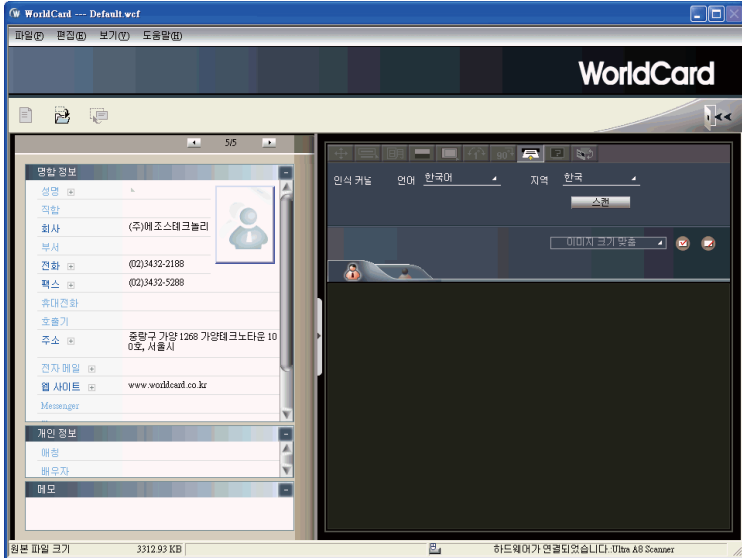 WorldCard --- Default.wcf
파일(F) 편집(E) 보기(V) 도움말(H)
WorldCard
5/5
명함 정보
성명
직함
회사 (주)에조스테크놀러
부서
전화 (02)3432-2188
팩스 (02)3432-5288
휴대전화
호출기
주소 중랑구 가양 1268 가양테크노타운 10
0호, 서울시
전자 메일
웹 사이트 www.worldcard.co.kr
Messenger
개인 정보
애칭
배우자
메모
인식 커널 언어 한국어 지역 한국
스캔
이미지 크기 맞춤
원본 파일 크기 3312.93 KB 하드웨어가 연결되었습니다.:Ultra A8 Scanner